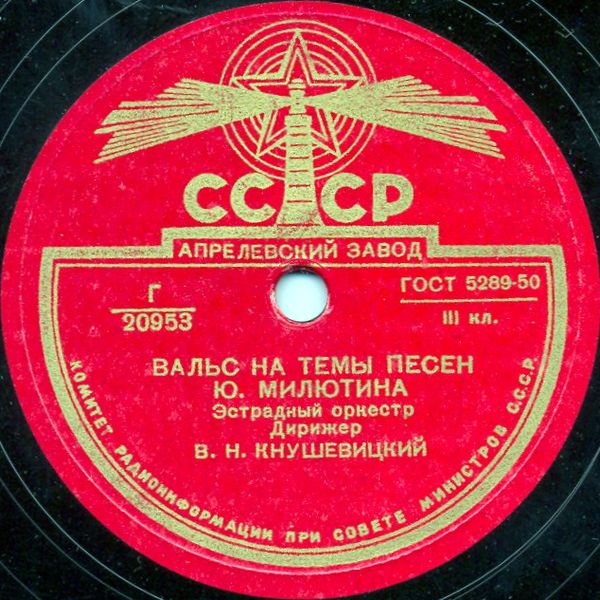 СССР
АПРЕЛЕВСКИЙ ЗАВОД
Г
20953
ГОСТ 5289-50
III кл.
ВАЛЬС НА ТЕМЫ ПЕСЕН
Ю. МИЛЮТИНА
Эстрадный оркестр
Дирижер
В. Н. КНУШЕВИЦКИЙ
КОМИТЕТ РАДИОИНФОРМАЦИИ ПРИ СОВЕТЕ МИНИСТРОВ С.С.С.Р.